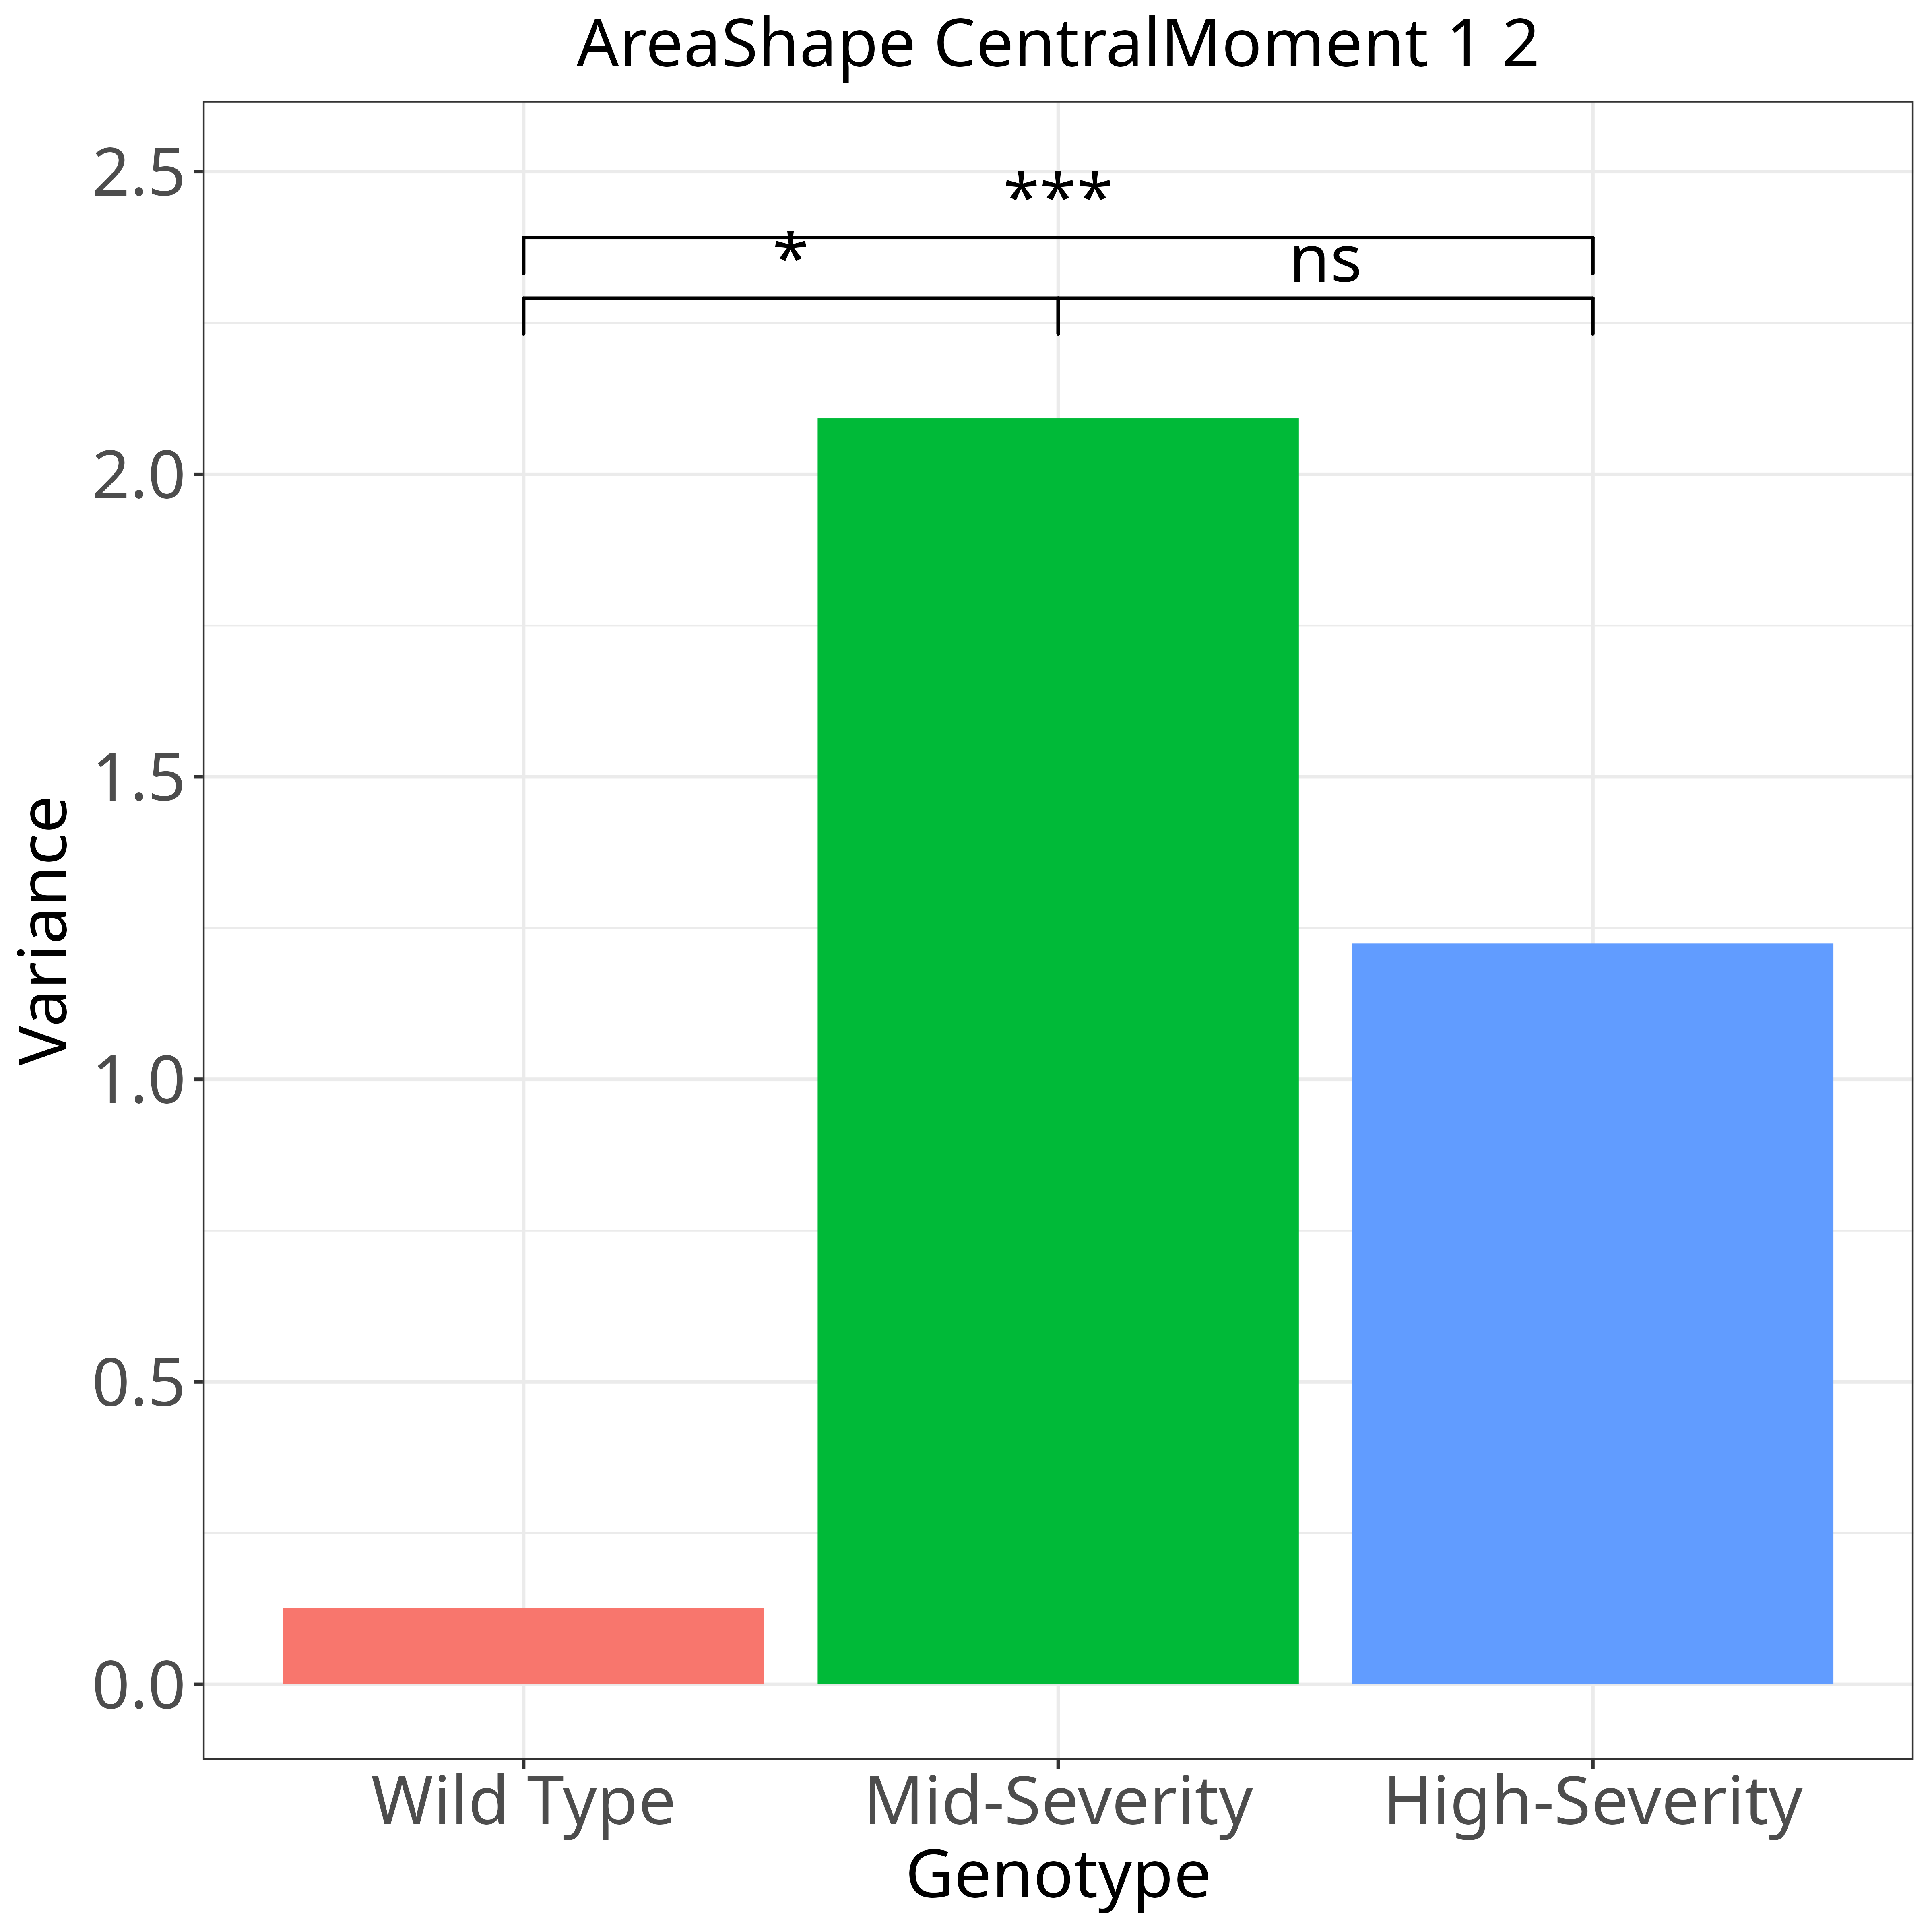 AreaShape CentralMoment 1 2
2.5
***
*
ns
2.0
1.5
1.0
0.5
0.0
Variance
Wild Type Mid-Severity High-Severity
Genotype